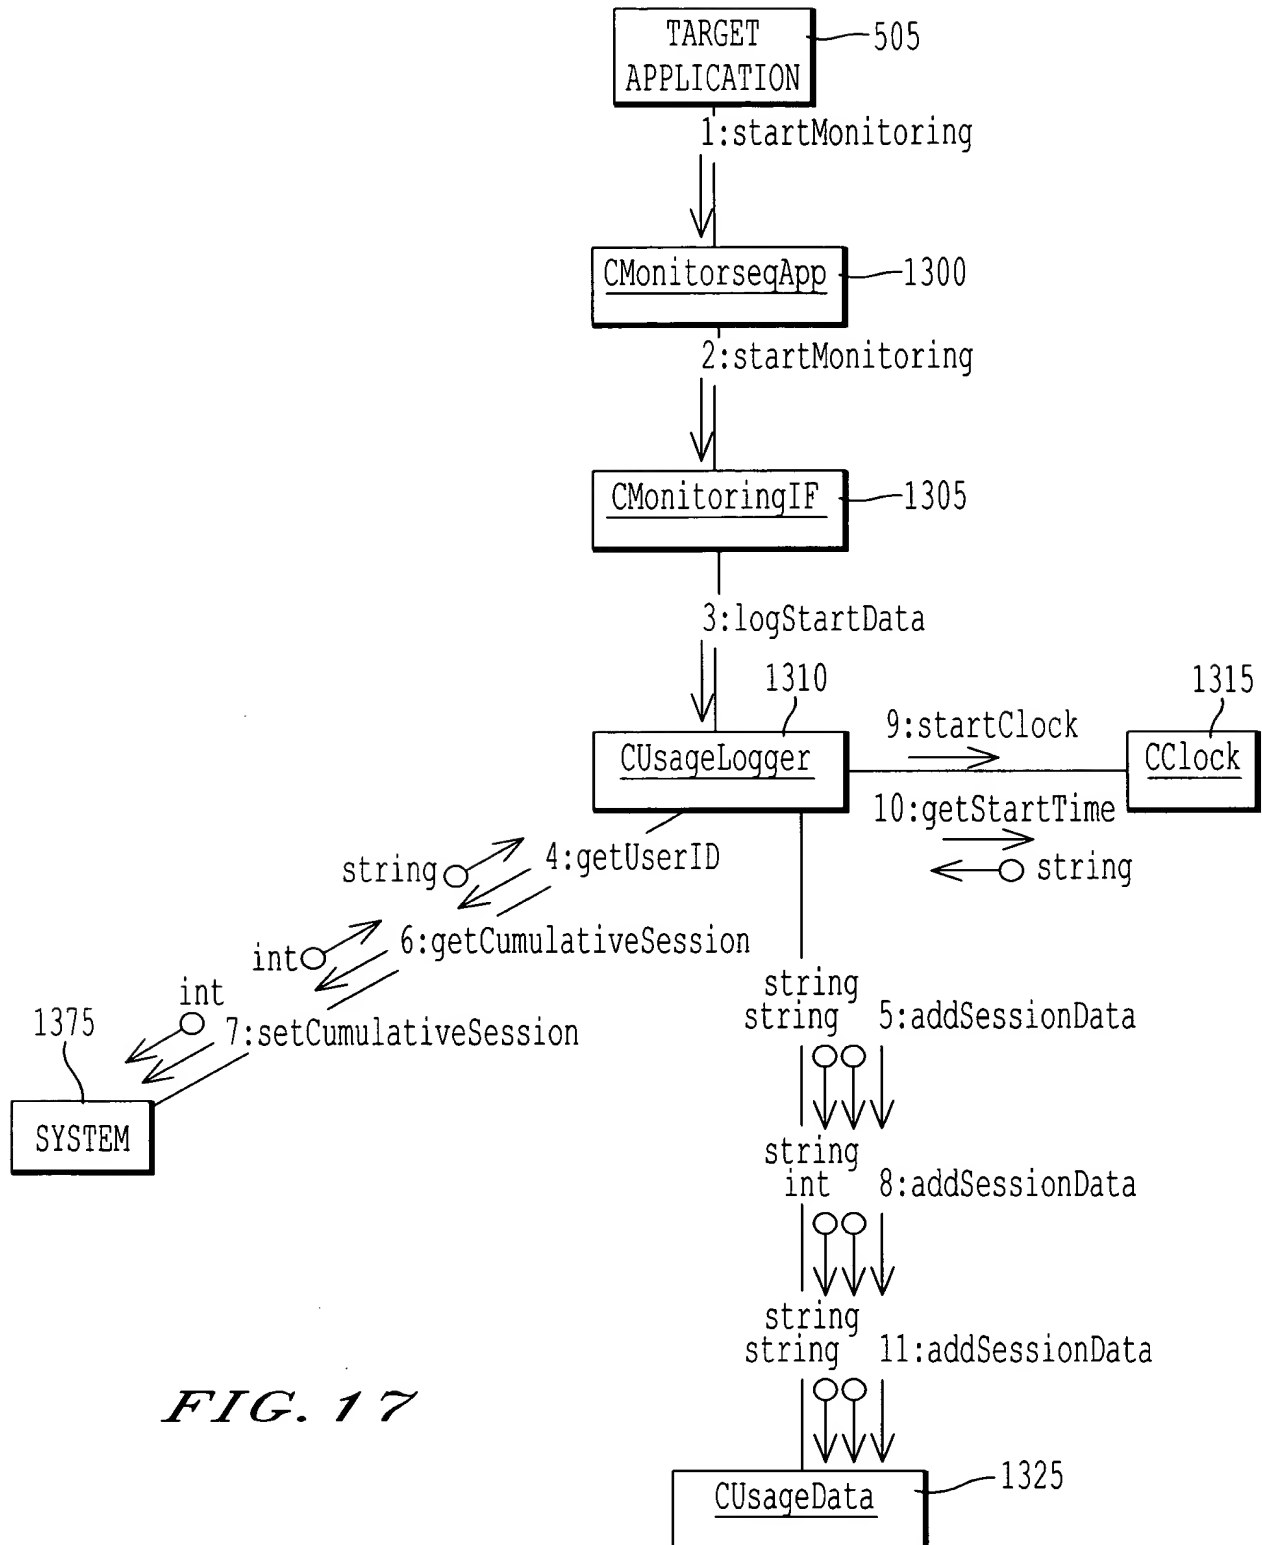 TARGET
APPLICATION
505
1:startMonitoring
CMonitorseqApp
1300
2:startMonitoring
CMonitoringIF
1305
3:logStartData
1310
1315
CUsageLogger
9:startClock
CClock
10:getStartTime
string
string
4:getUserID
int
6:getCumulativeSession
int
7:setCumulativeSession
1375
SYSTEM
string
string
5:addSessionData
string
int
8:addSessionData
string
string
11:addSessionData
FIG. 17
CUsageData
1325